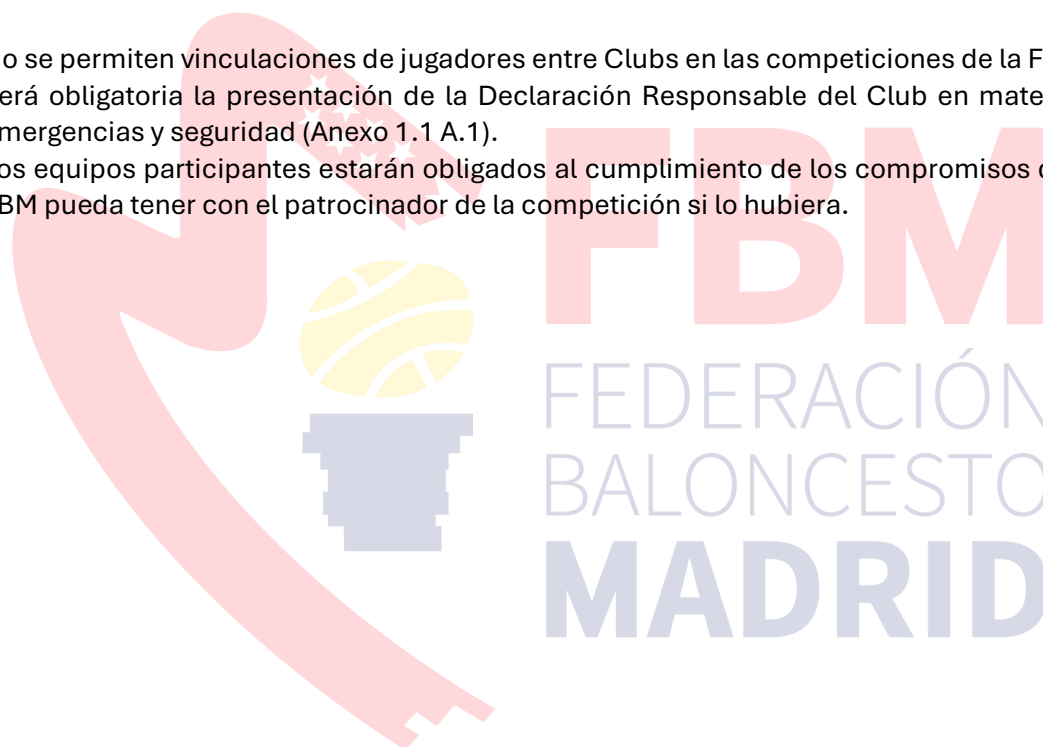 o se permiten vinculaciones de jugadores entre Clubs en las competiciones de la F
erá obligatoria la presentación de la Declaración Responsable del Club en mate
mergencias y seguridad (Anexo 1.1 A.1).
os equipos participantes estarán obligados al cumplimiento de los compromisos
BM pueda tener con el patrocinador de la competición si lo hubiera.
FBM
FEDERACIÓN
BALONCESTO
MADRID